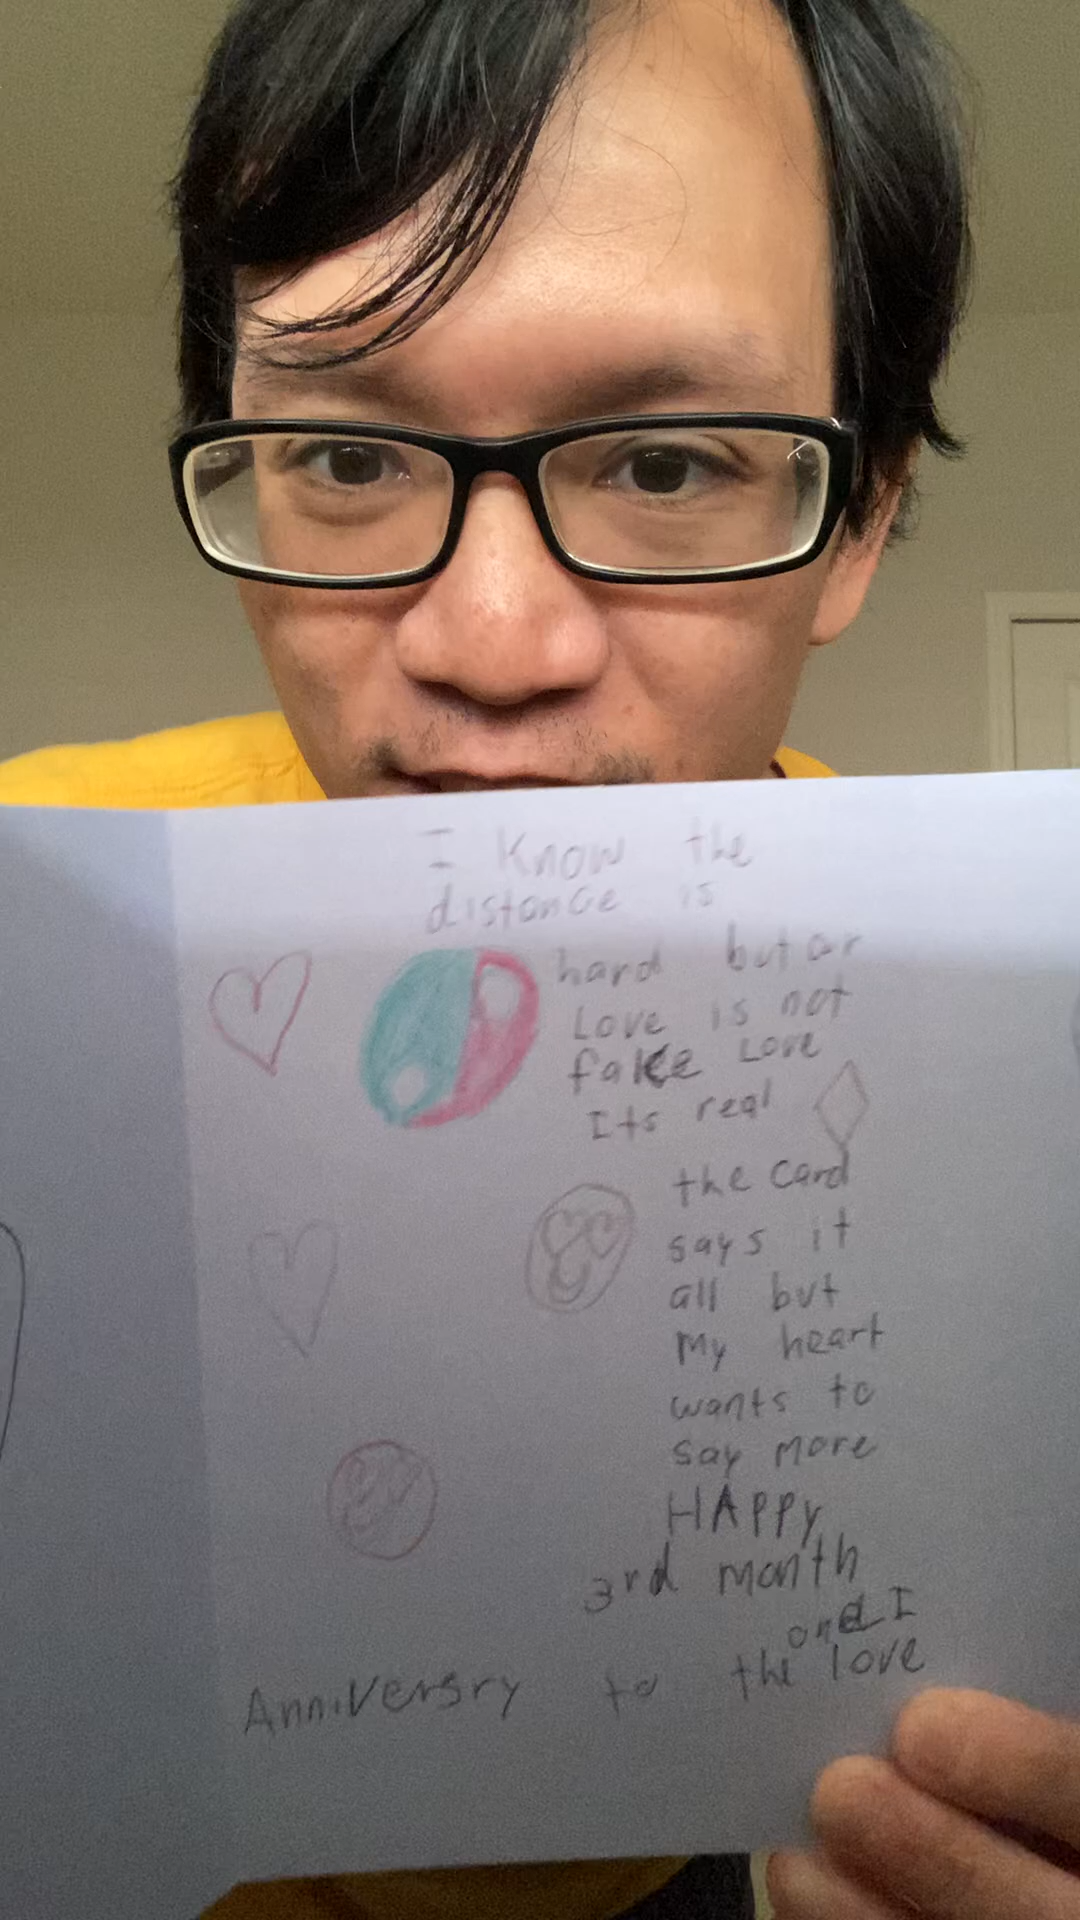 I Know the
distance is
hard but ar
Love is not
fake Love
Its real
the card
says it
all but
My heart
wants to
say more
HAppy
3rd month
Anniversry to the one I
love